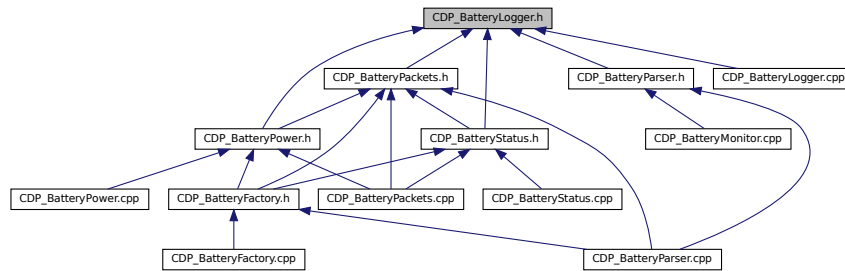 CDP_BatteryLogger.h
CDP_BatteryPackets.h
CDP_BatteryParser.h
CDP_BatteryLogger.cpp
CDP_BatteryPower.h
CDP_BatteryStatus.h
CDP_BatteryMonitor.cpp
CDP_BatteryPower.cpp
CDP_BatteryFactory.h
CDP_BatteryPackets.cpp
CDP_BatteryStatus.cpp
CDP_BatteryFactory.cpp
CDP_BatteryParser.cpp